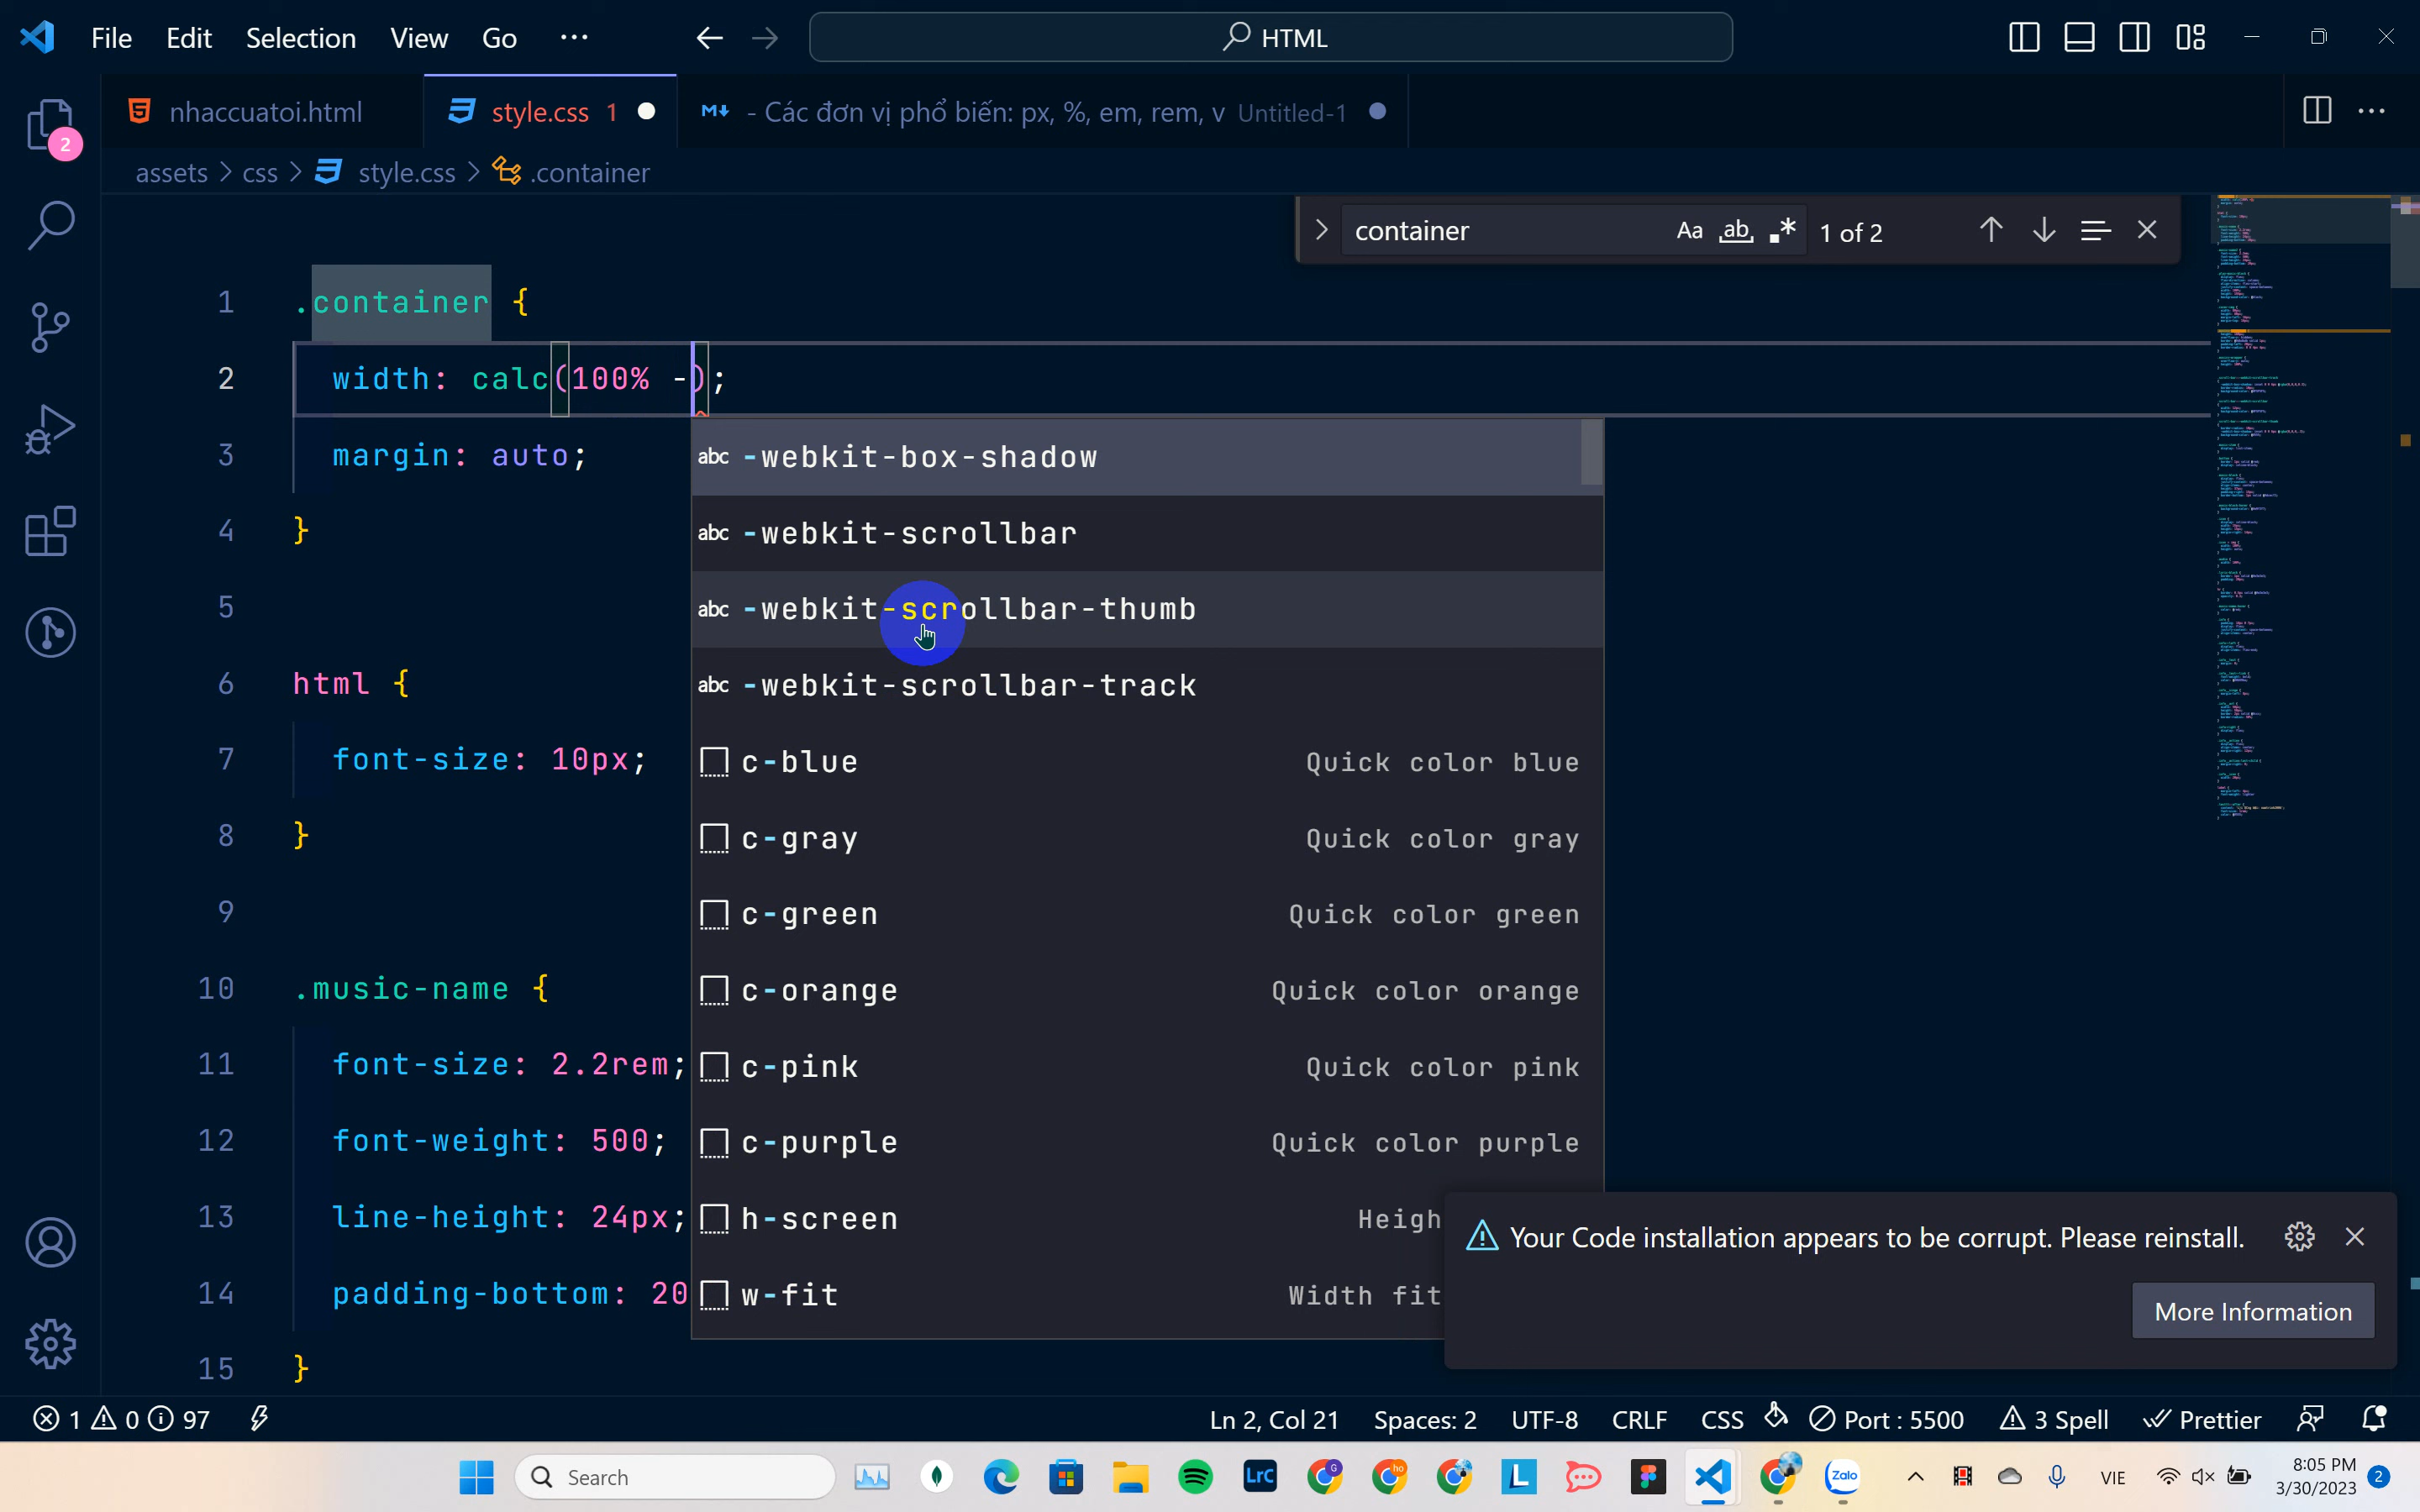 File Edit Selection View Go ··· HTML
nhaccuatoi.html style.css 1 - Các đơn vị phổ biến: px, %, em, rem, v Untitled-1
assets > css > style.css > .container
container Aa ab .* 1 of 2
1 .container {
2 width: calc(100% -);
3 margin: auto;
4 }
5
6 html {
7 font-size: 10px;
8 }
9
10 .music-name {
11 font-size: 2.2rem;
12 font-weight: 500;
13 line-height: 24px;
14 padding-bottom: 20
15 }
abc -webkit-box-shadow
abc -webkit-scrollbar
abc -webkit-scrollbar-thumb
abc -webkit-scrollbar-track
c-blue Quick color blue
c-gray Quick color gray
c-green Quick color green
c-orange Quick color orange
c-pink Quick color pink
c-purple Quick color purple
h-screen Heigh
w-fit Width fit
2
Your Code installation appears to be corrupt. Please reinstall.
More Information
1 0 97 Ln 2, Col 21 Spaces: 2 UTF-8 CRLF CSS Port : 5500 3 Spell Prettier
Search LrC G ho L Zalo VIE 8:05 PM 2
3/30/2023